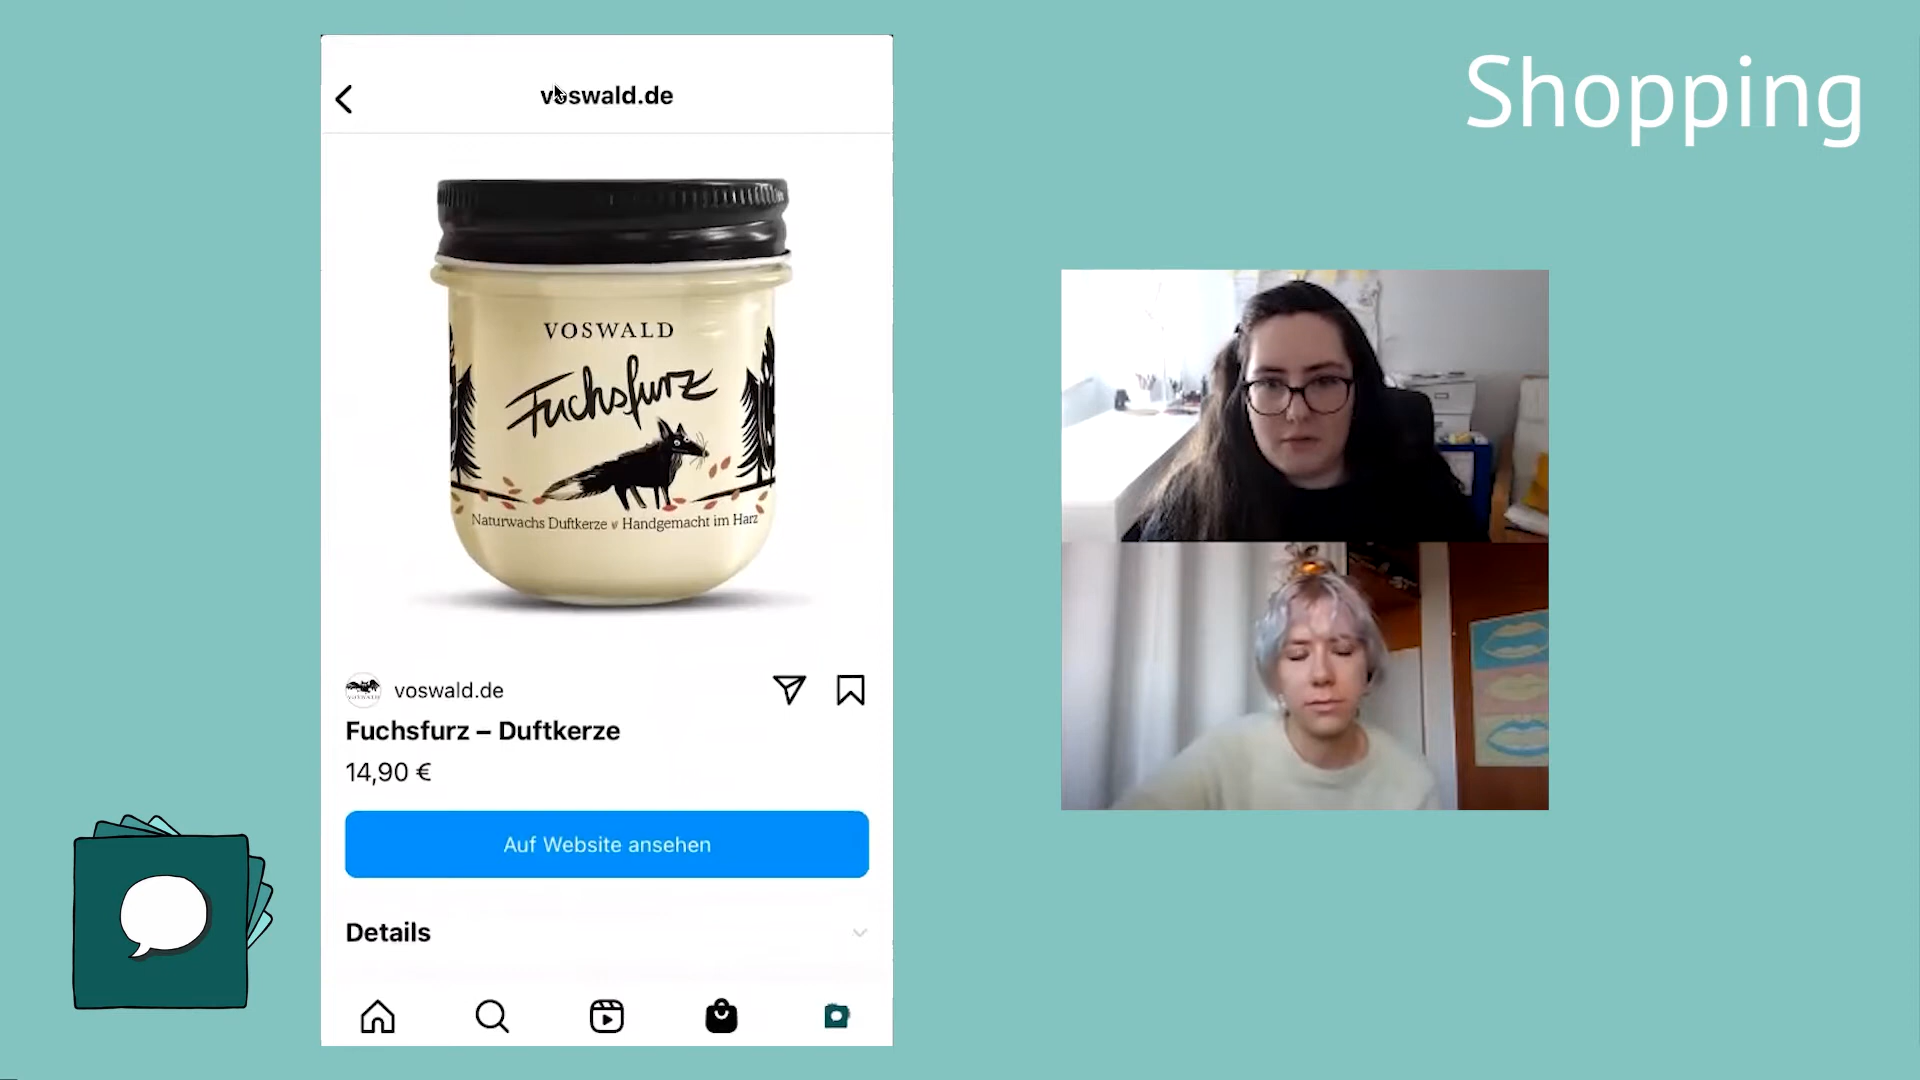 Shopping
voswald.de
VOSWALD
Fuchsfurz
Naturwachs Duftkerze Handgemacht im Harz
voswald.de
Fuchsfurz – Duftkerze
14,90 €
Auf Website ansehen
Details